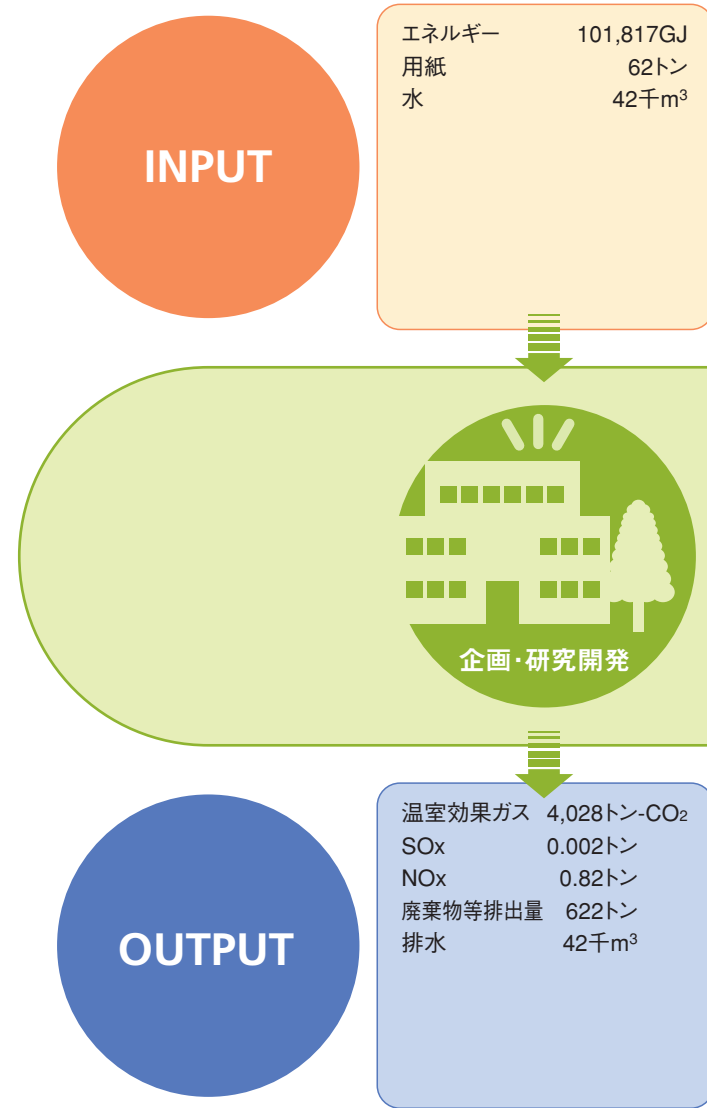 INPUT
エネルギー 101,817GJ
用紙 62トン
水 42千m³
企画・研究開発
OUTPUT
温室効果ガス 4,028トン-CO₂
SOx 0.002トン
NOx 0.82トン
廃棄物等排出量 622トン
排水 42千m³